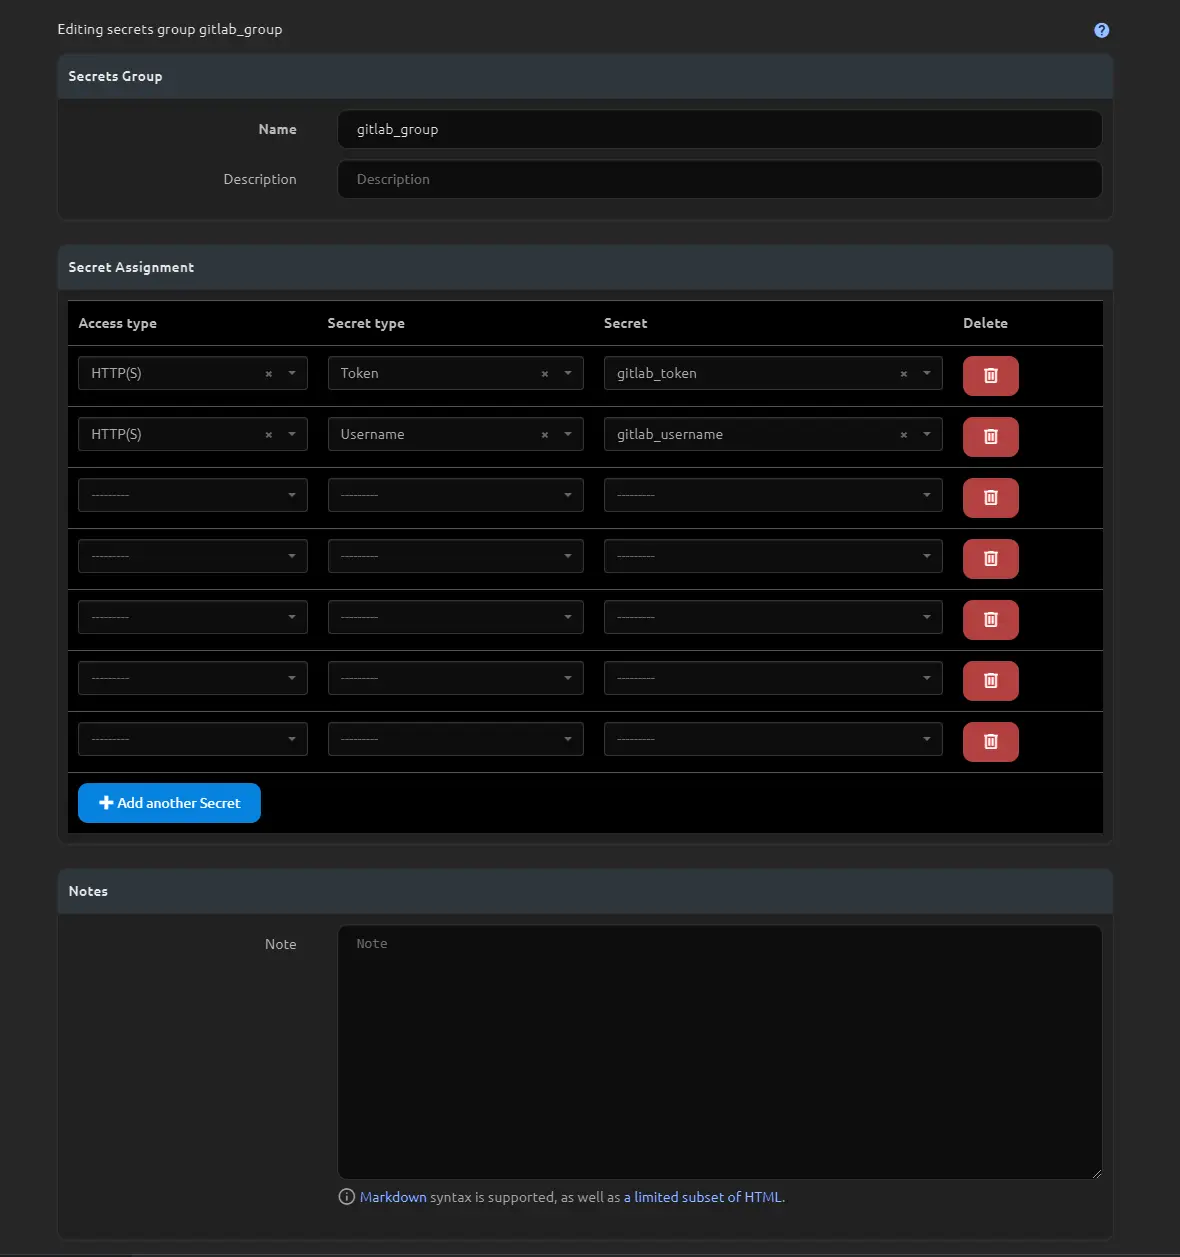 Editing secrets group gitlab_group
Secrets Group
Name gitlab_group
Description Description
Secret Assignment
Access type Secret type Secret Delete
HTTP(S) × Token × gitlab_token ×
HTTP(S) × Username × gitlab_username ×
--------- --------- ---------
--------- --------- ---------
--------- --------- ---------
--------- --------- ---------
--------- --------- ---------
Add another Secret
Notes
Note Note
Markdown syntax is supported, as well as a limited subset of HTML.